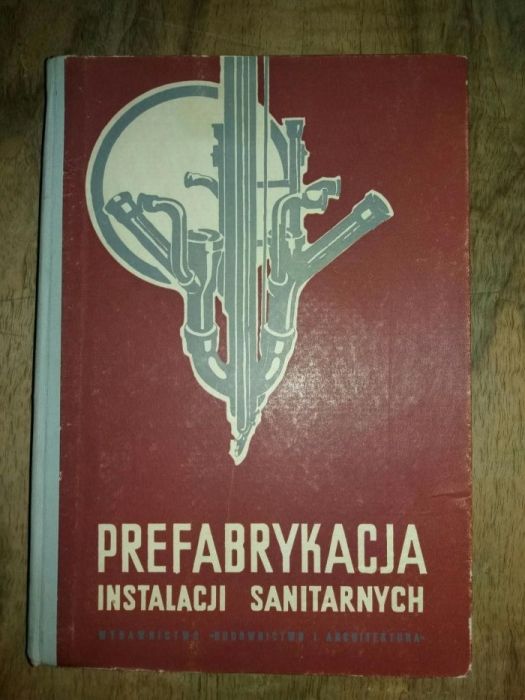 PREFABRYKACJA
INSTALACJI SANITARNYCH
WYDAWNICTWO »BUDOWNICTWO I ARCHITEKTURA«